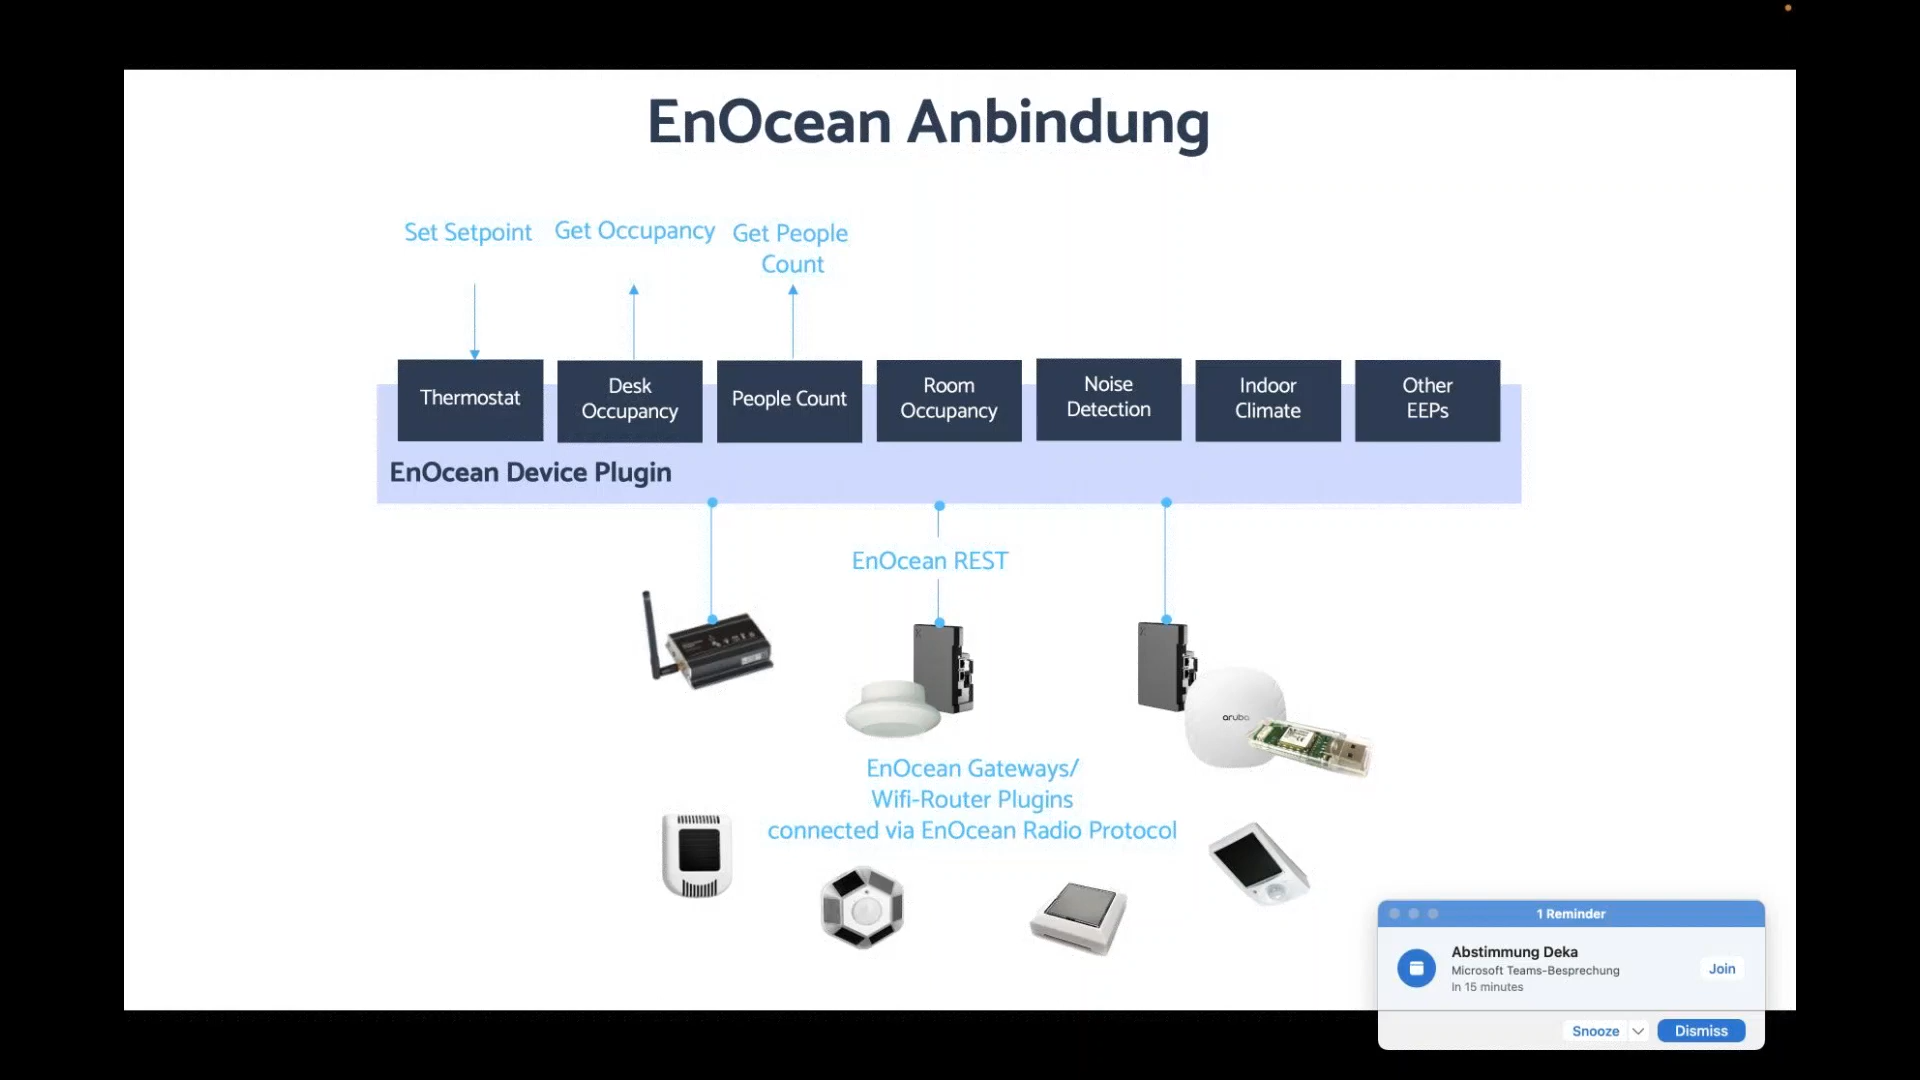 EnOcean Anbindung
Set Setpoint
Get Occupancy
Get People
Count
Thermostat
Desk
Occupancy
People Count
Room
Occupancy
Noise
Detection
Indoor
Climate
Other
EEPs
EnOcean Device Plugin
EnOcean REST
aruba
EnOcean Gateways/
Wifi-Router Plugins
connected via EnOcean Radio Protocol
1 Reminder
Abstimmung Deka
Microsoft Teams-Besprechung
In 15 minutes
Join
Snooze
Dismiss